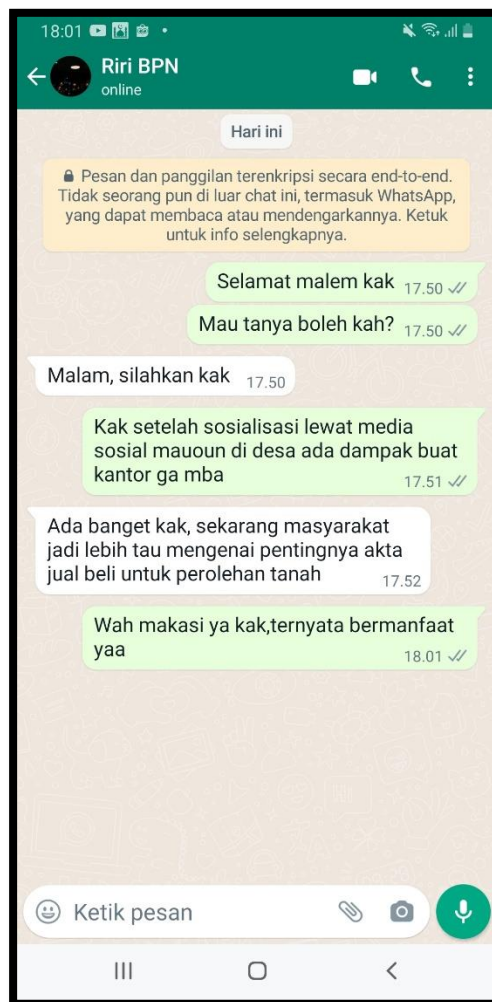 18:01
Riri BPN
online
Hari ini
Pesan dan panggilan terenkripsi secara end-to-end.
Tidak seorang pun di luar chat ini, termasuk WhatsApp,
yang dapat membaca atau mendengarkannya. Ketuk
untuk info selengkapnya.
Selamat malem kak 17.50
Mau tanya boleh kah? 17.50
Malam, silahkan kak 17.50
Kak setelah sosialisasi lewat media
sosial mauoun di desa ada dampak buat
kantor ga mba
17.51
Ada banget kak, sekarang masyarakat
jadi lebih tau mengenai pentingnya akta
jual beli untuk perolehan tanah 17.52
Wah makasi ya kak,ternyata bermanfaat
yaa
18.01
Ketik pesan